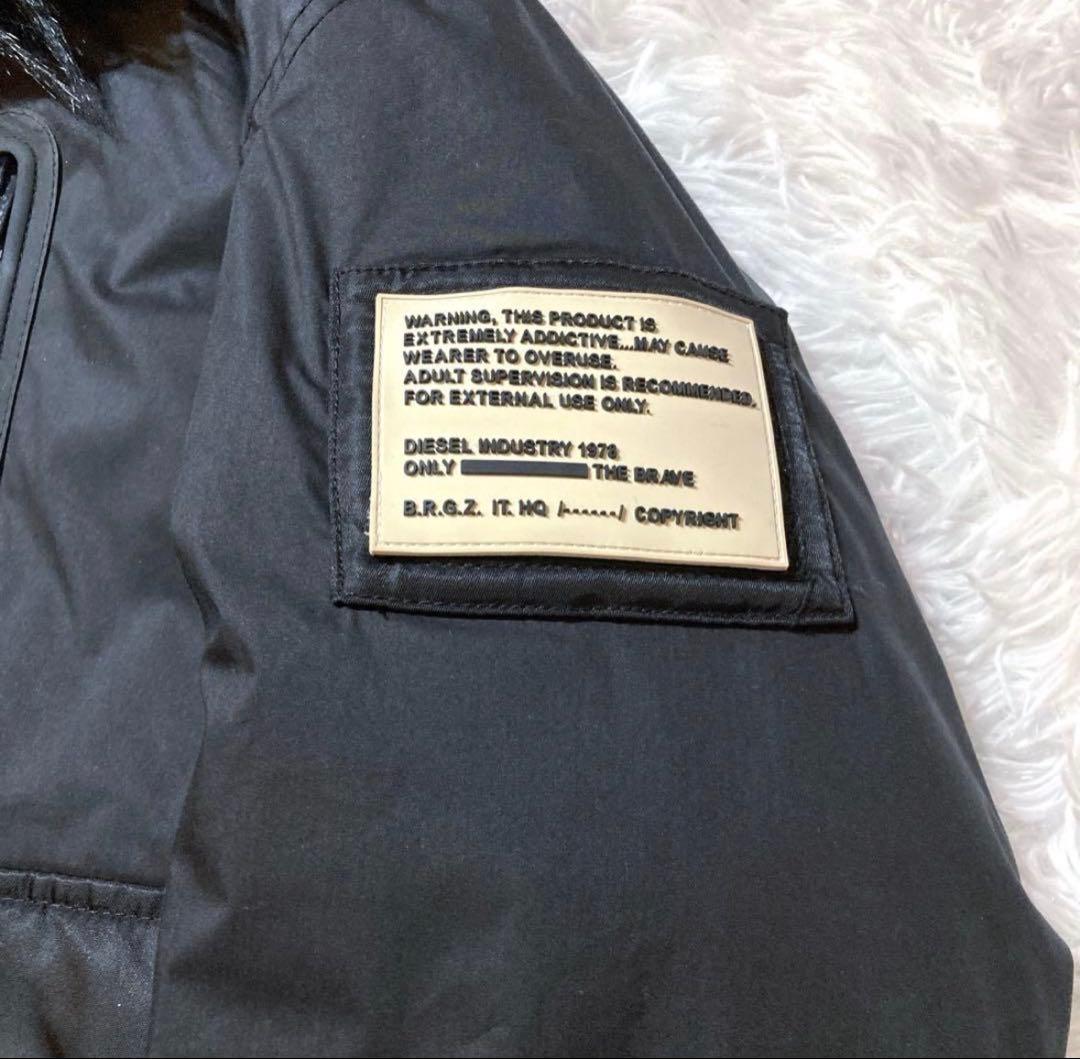 WARNING, THIS PRODUCT IS
EXTREMELY ADDICTIVE...MAY CAUSE
WEARER TO OVERUSE.
ADULT SUPERVISION IS RECOMMENDED.
FOR EXTERNAL USE ONLY.
DIESEL INDUSTRY 1978
ONLY THE BRAVE
B.R.G.Z. IT. HQ /------/ COPYRIGHT